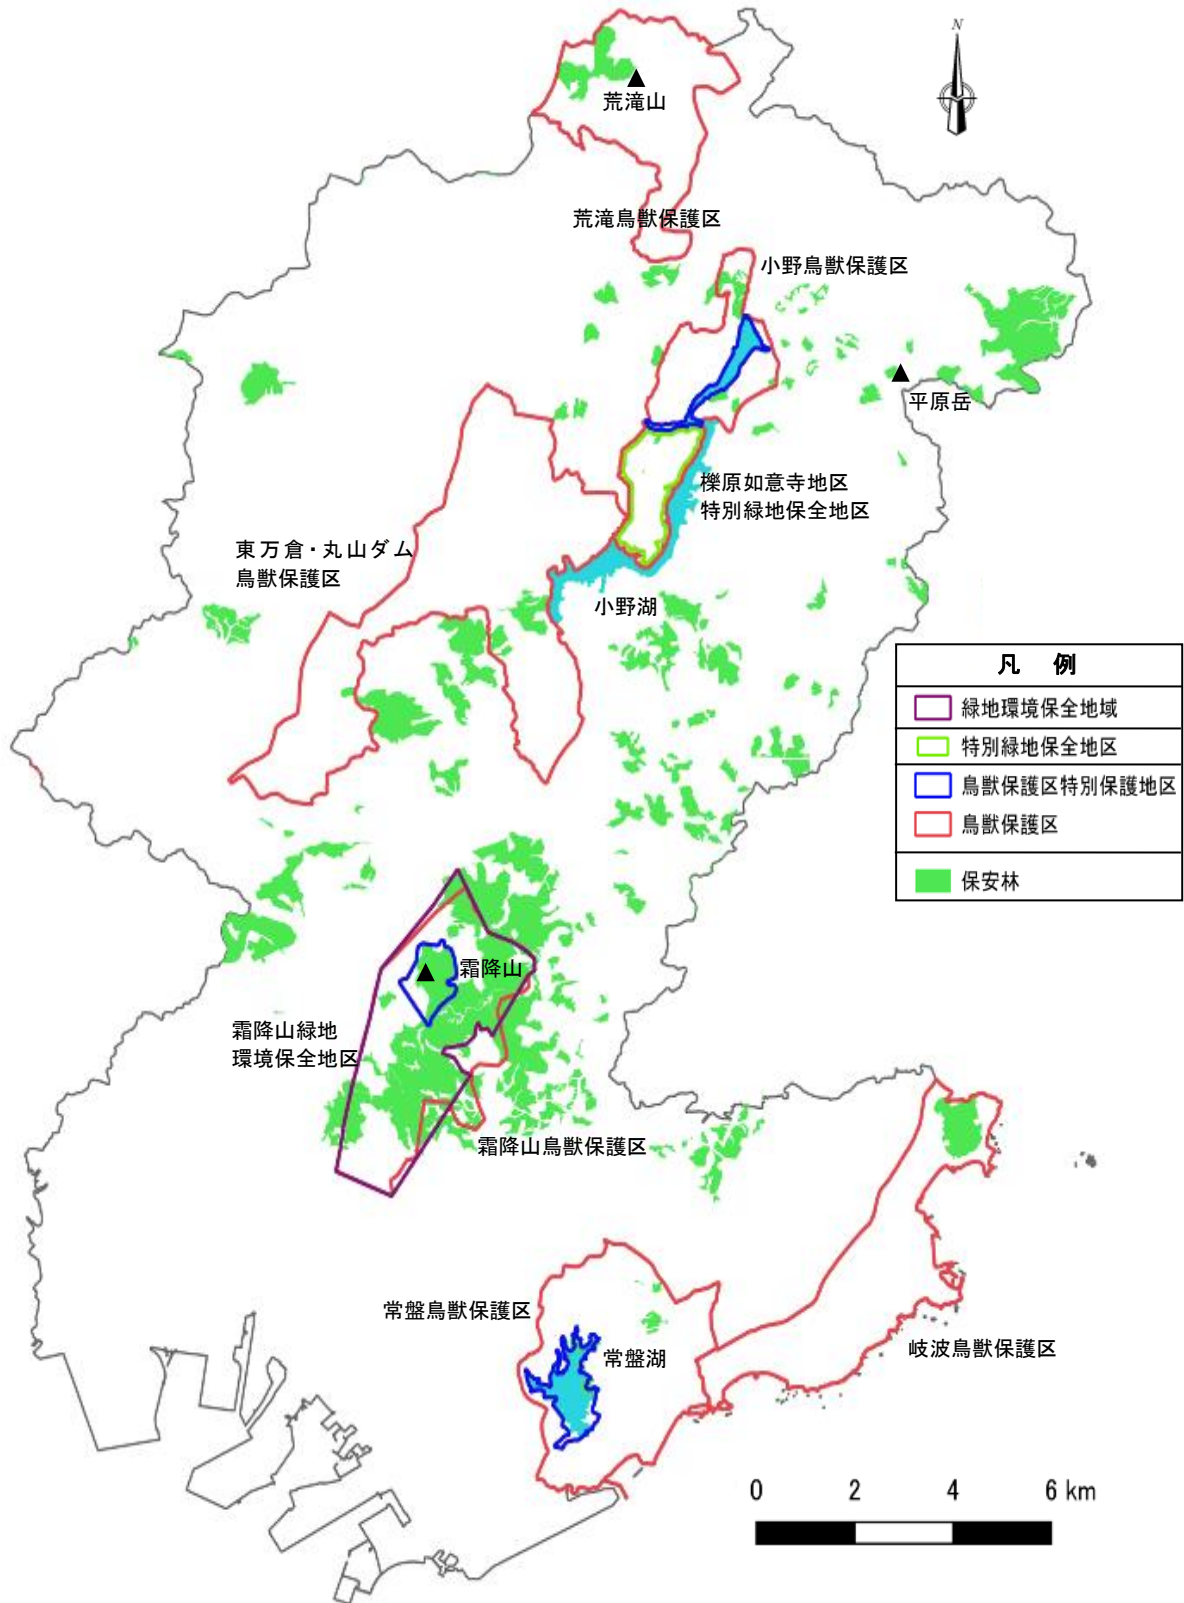 N
荒滝山
荒滝鳥獣保護区
小野鳥獣保護区
平原岳
櫟原如意寺地区
特別緑地保全地区
東万倉・丸山ダム
鳥獣保護区
小野湖
凡 例
緑地環境保全地域
特別緑地保全地区
鳥獣保護区特別保護地区
鳥獣保護区
保安林
霜降山
霜降山緑地
環境保全地区
霜降山鳥獣保護区
常盤鳥獣保護区
常盤湖
岐波鳥獣保護区
0 2 4 6 km